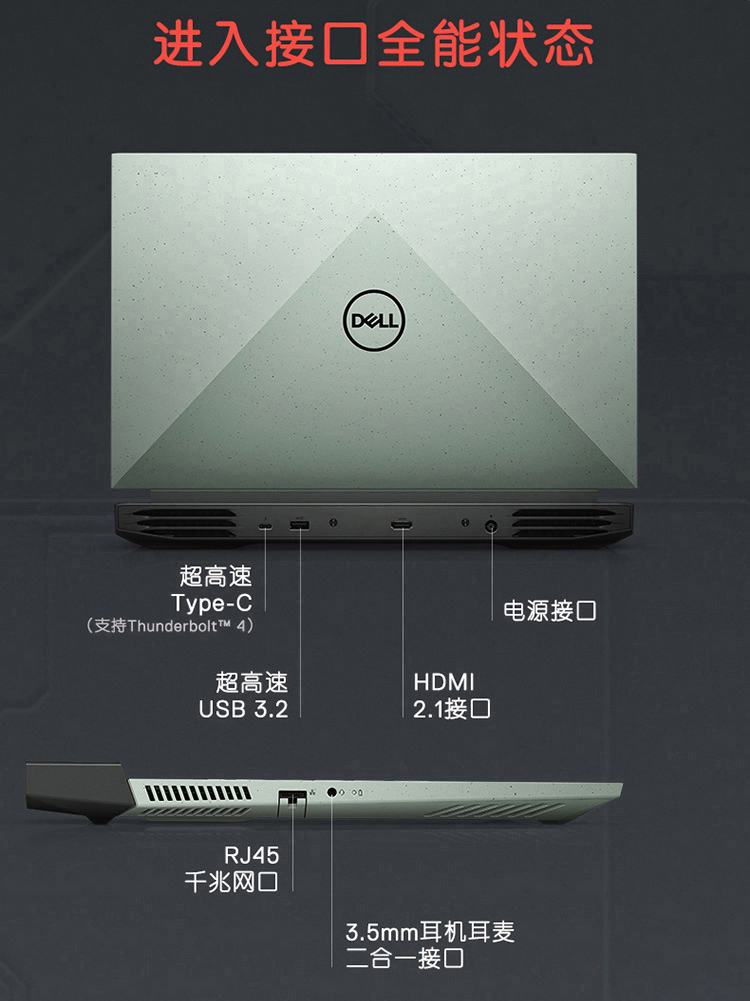 进入接口全能状态
DELL
超高速
Type-C
（支持Thunderbolt™ 4）
电源接口
超高速
USB 3.2
HDMI
2.1接口
RJ45
千兆网口
3.5mm耳机耳麦
二合一接口